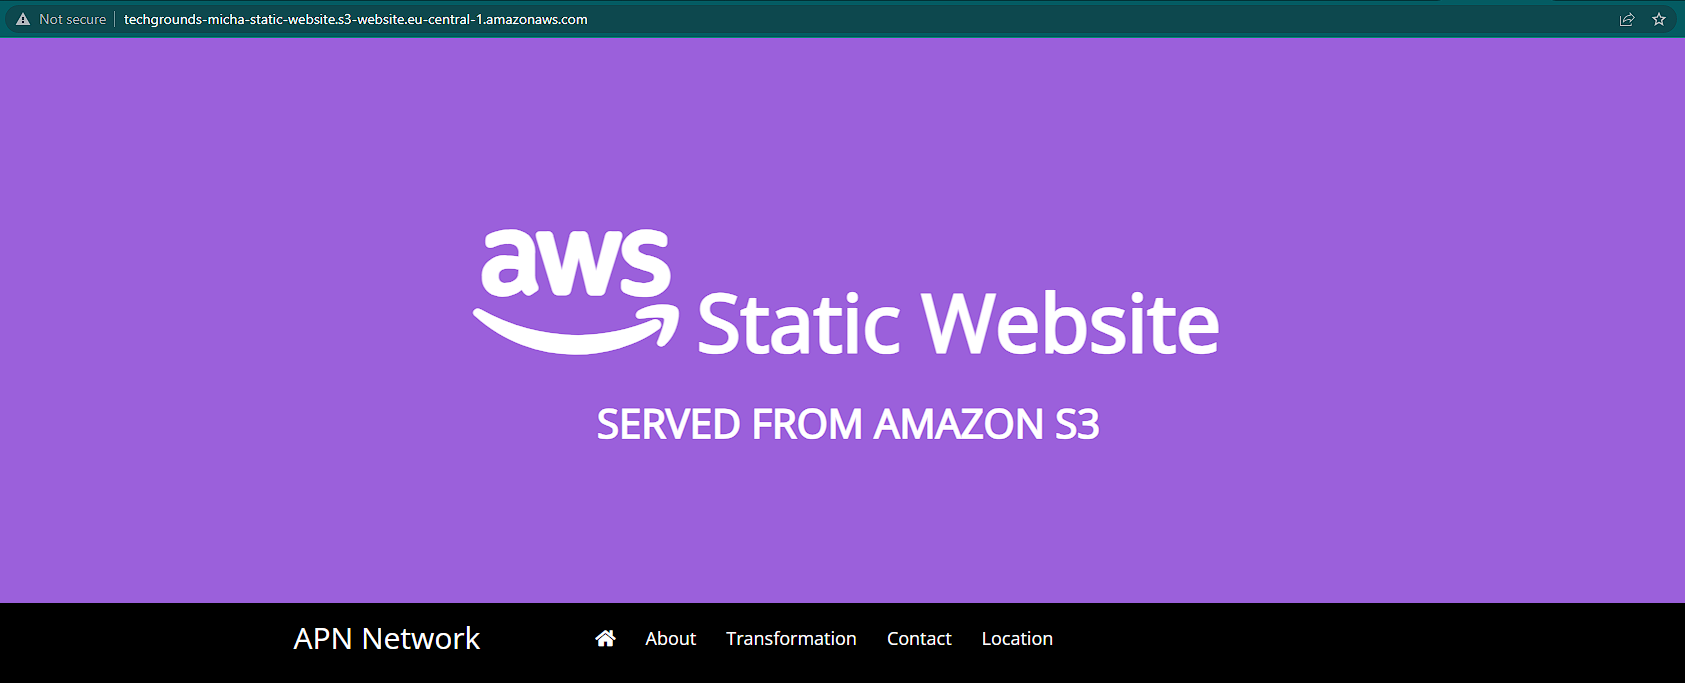 Not secure techgrounds-micha-static-website.s3-website.eu-central-1.amazonaws.com
aws Static Website
SERVED FROM AMAZON S3
APN Network About Transformation Contact Location